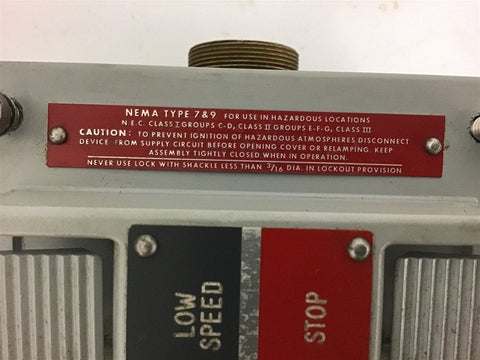 NEMA TYPE 7&9 FOR USE IN HAZARDOUS LOCATIONS
N.E.C. CLASS I GROUPS C-D, CLASS II GROUPS E-F-G, CLASS III
CAUTION: TO PREVENT IGNITION OF HAZARDOUS ATMOSPHERES DISCONNECT
DEVICE FROM SUPPLY CIRCUIT BEFORE OPENING COVER OR RELAMPING. KEEP
ASSEMBLY TIGHTLY CLOSED WHEN IN OPERATION.
NEVER USE LOCK WITH SHACKLE LESS THAN 3/16 DIA. IN LOCKOUT PROVISION
LOW
SPEED
STOP